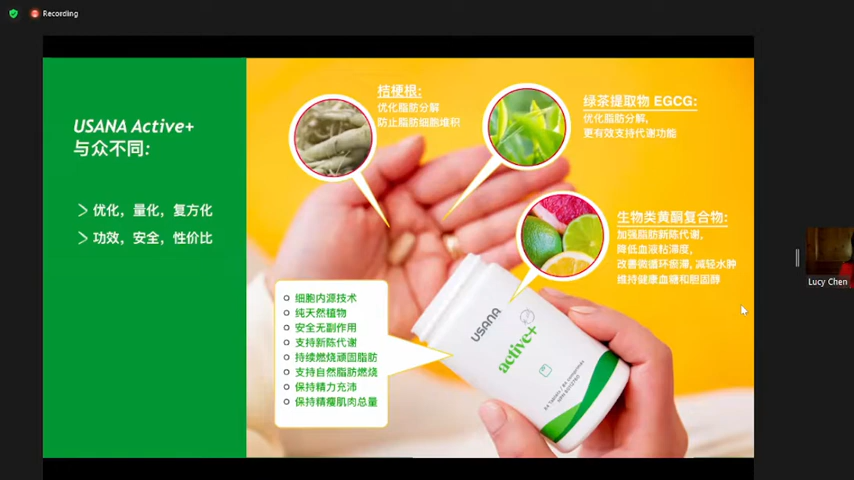 Recording
USANA Active+
与众不同:
优化，量化，复方化
功效，安全，性价比
桔梗根:
优化脂肪分解
防止脂肪细胞堆积
绿茶提取物 EGCG:
优化脂肪分解，
更有效支持代谢功能
生物类黄酮复合物:
加强脂肪新陈代谢，
降低血液粘薄度，
改善微循环瘀滞，减轻水肿
维持健康血糖和胆固醇
细胞内源技术
纯天然植物
安全无副作用
支持新陈代谢
持续燃烧顽固脂肪
支持自然脂肪燃烧
保持精力充沛
保持精瘦肌肉总量
USANA
active+
Lucy Chen